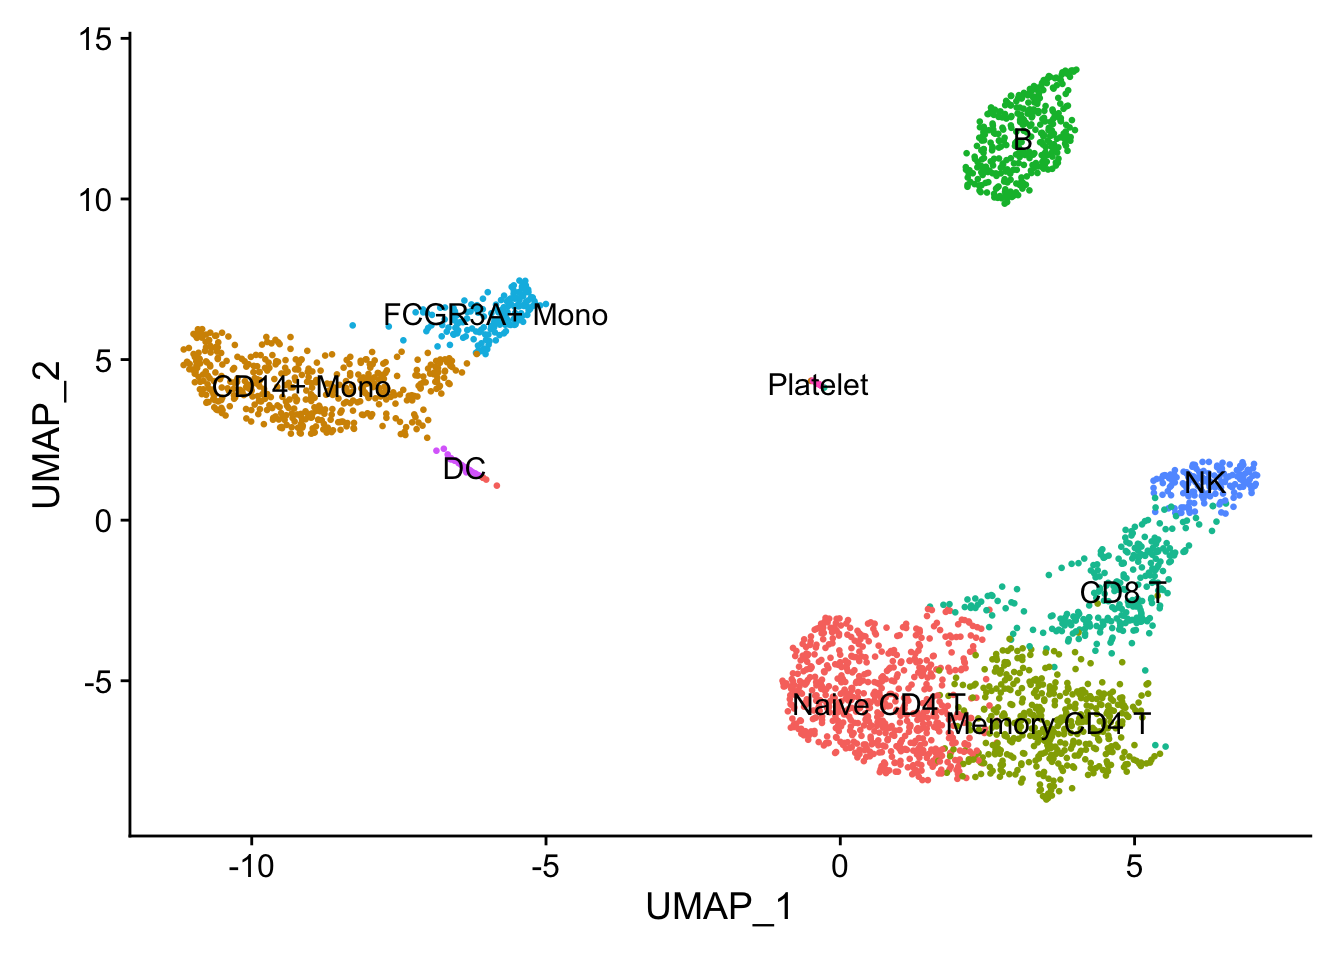 15
10
5
0
-5
UMAP_2
B
FCGR3A+ Mono
CD14+ Mono
Platelet
DC
NK
CD8 T
Naive CD4 T
Memory CD4 T
-10
-5
0
5
UMAP_1